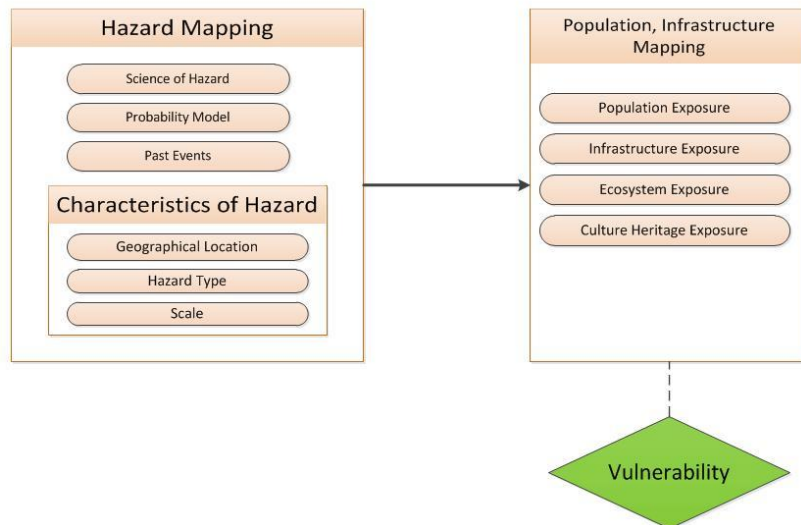 Hazard Mapping
Science of Hazard
Probability Model
Past Events
Characteristics of Hazard
Geographical Location
Hazard Type
Scale
Population, Infrastructure
Mapping
Population Exposure
Infrastructure Exposure
Ecosystem Exposure
Culture Heritage Exposure
Vulnerability